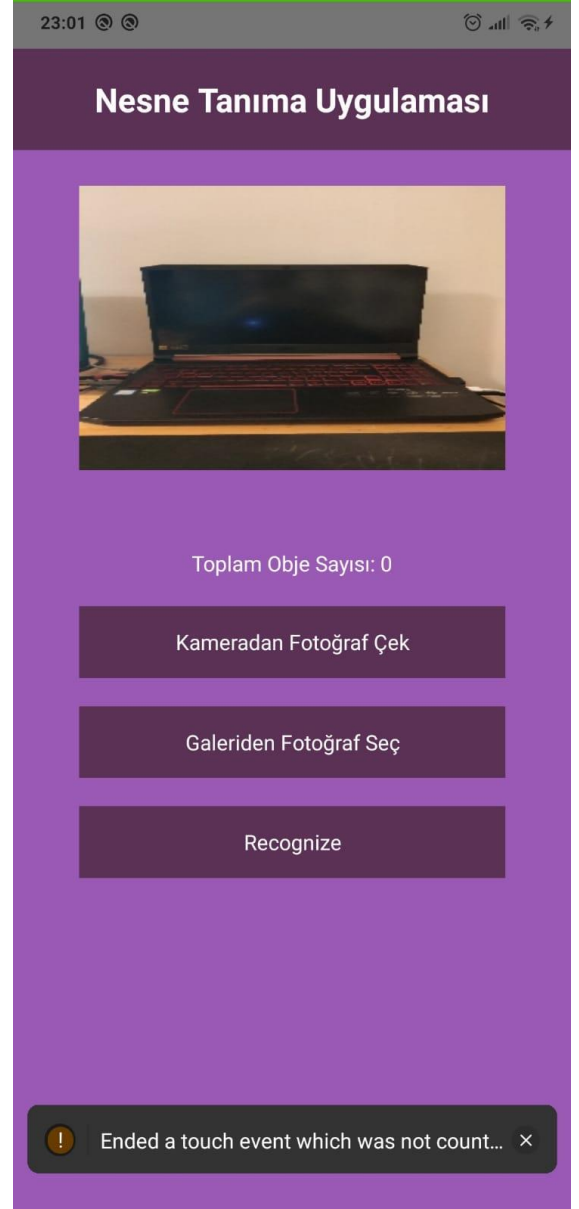 23:01
Nesne Tanıma Uygulaması
Toplam Obje Sayısı: 0
Kameradan Fotoğraf Çek
Galeriden Fotoğraf Seç
Recognize
! Ended a touch event which was not count... ×